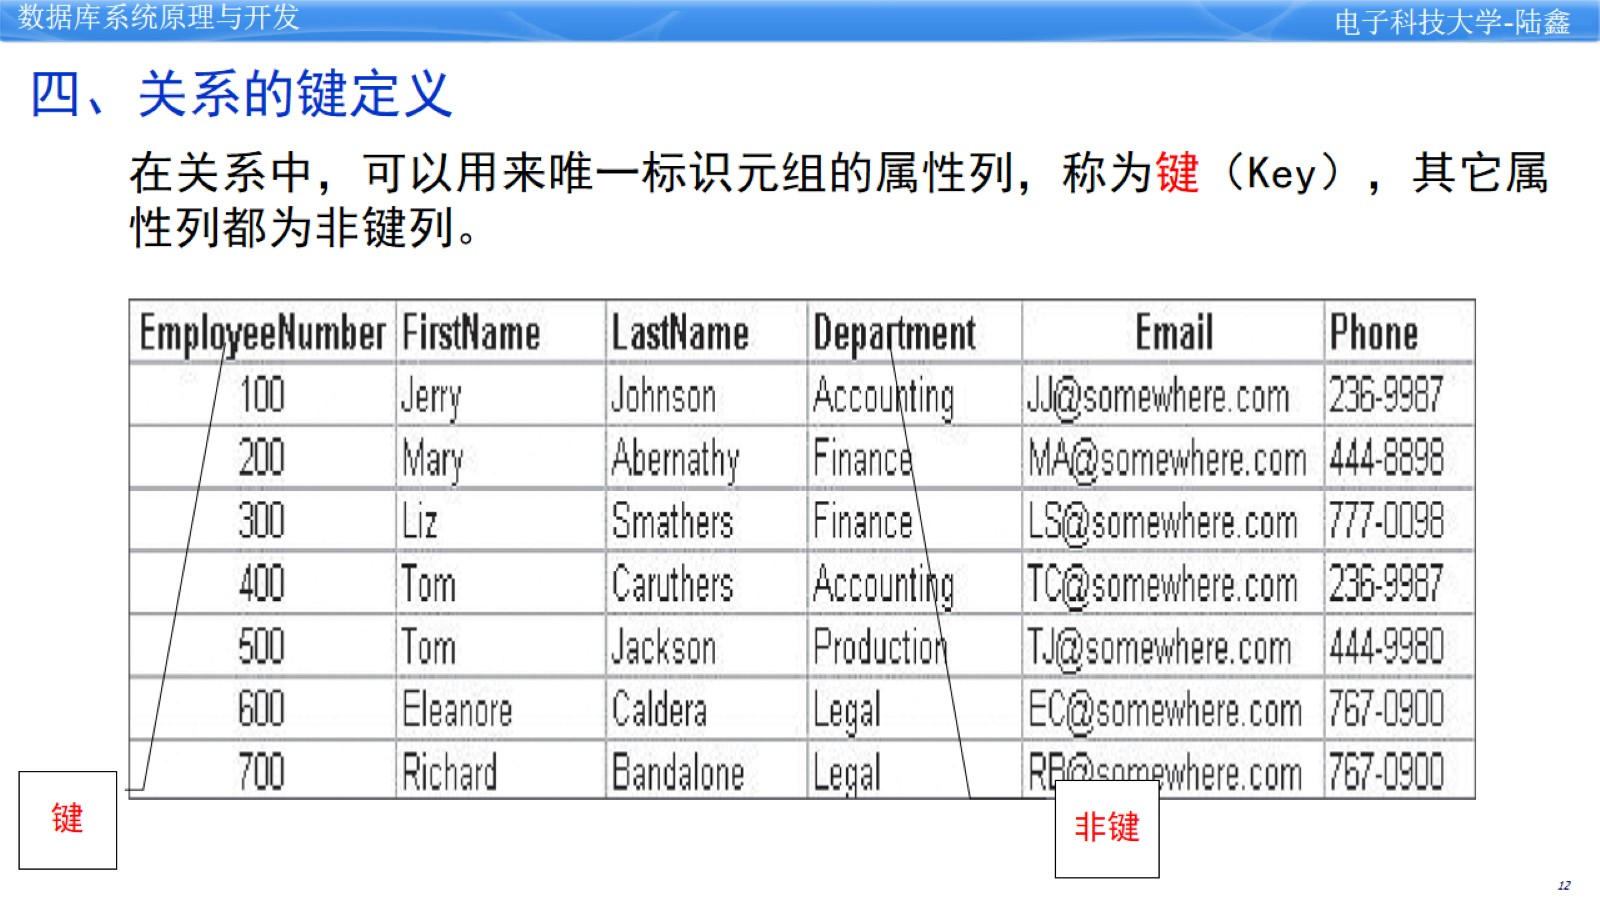 数据库系统原理与开发
电子科技大学-陆鑫
四、关系的键定义
在关系中，可以用来唯一标识元组的属性列，称为键（Key），其它属
性列都为非键列。
EmployeeNumber FirstName LastName Department Email Phone
100 Jerry Johnson Accounting JJ@somewhere.com 236-9987
200 Mary Abernathy Finance MA@somewhere.com 444-8898
300 Liz Smathers Finance LS@somewhere.com 777-0098
400 Tom Caruthers Accounting TC@somewhere.com 236-9987
500 Tom Jackson Production TJ@somewhere.com 444-9980
600 Eleanore Caldera Legal EC@somewhere.com 767-0900
700 Richard Bandalone Legal RB@somewhere.com 767-0900
键
非键
12